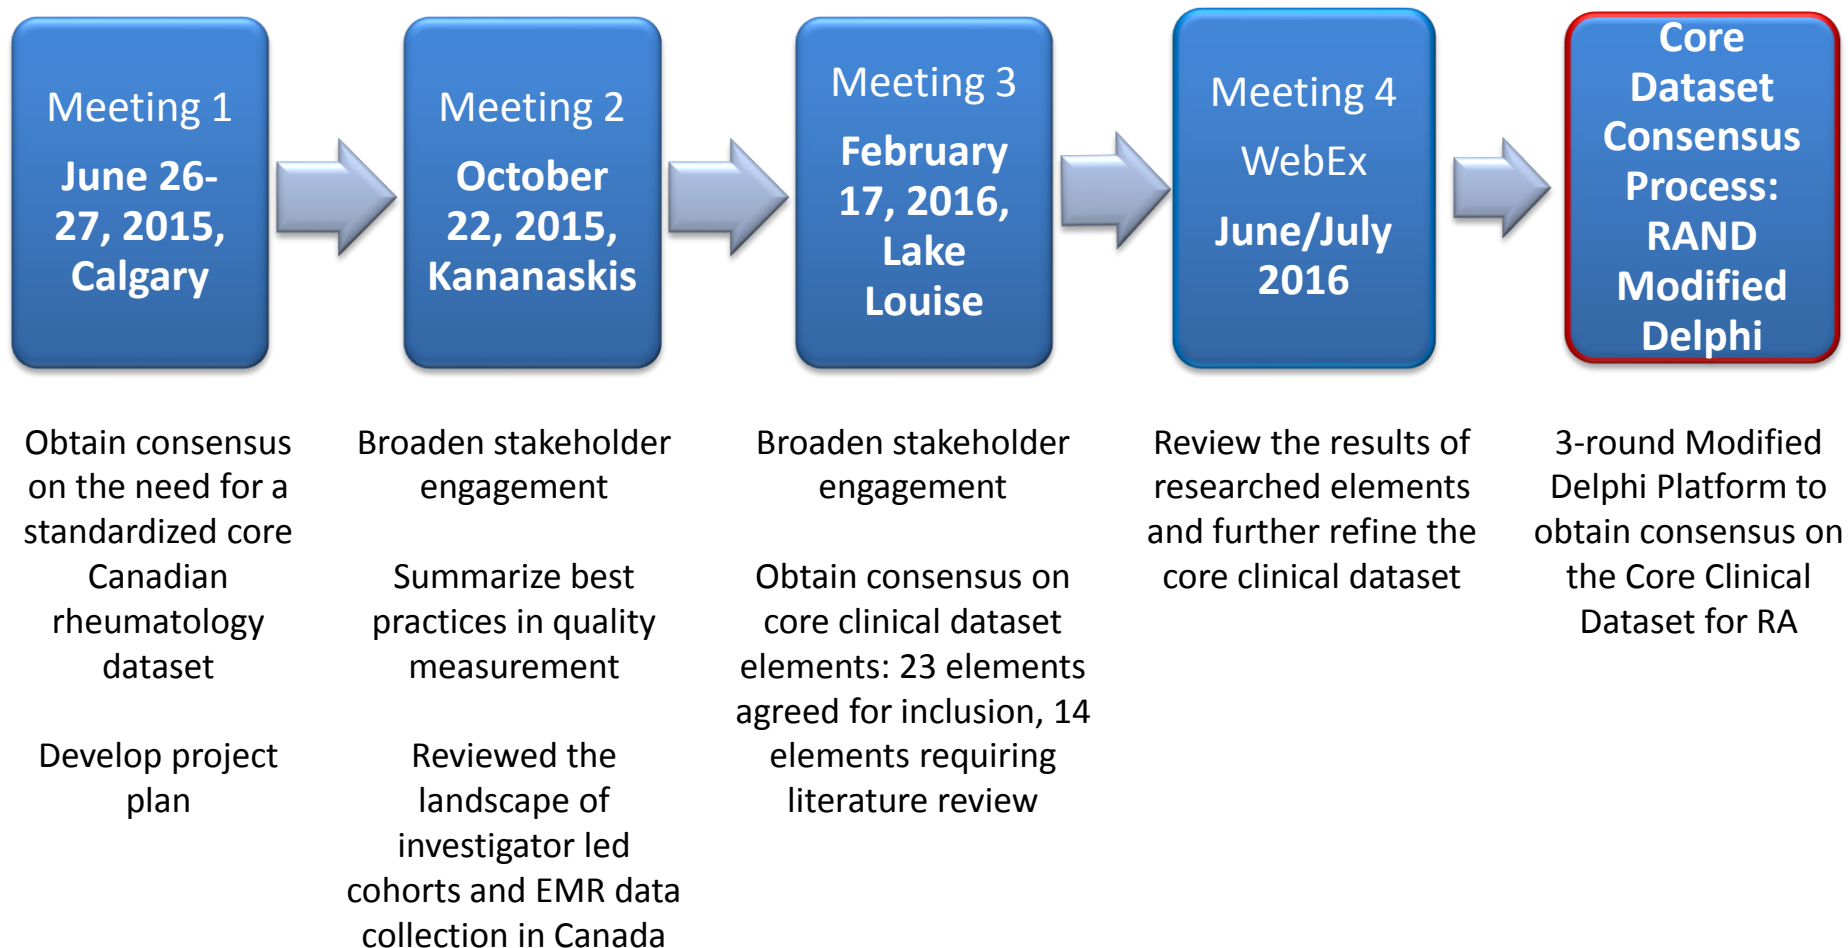 Meeting 1
June 26-
27, 2015,
Calgary
Meeting 2
October
22, 2015,
Kananaskis
Meeting 3
February
17, 2016,
Lake
Louise
Meeting 4
WebEx
June/July
2016
Core
Dataset
Consensus
Process:
RAND
Modified
Delphi
Obtain consensus
on the need for a
standardized core
Canadian
rheumatology
dataset
Develop project
plan
Broaden stakeholder
engagement
Summarize best
practices in quality
measurement
Reviewed the
landscape of
investigator led
cohorts and EMR data
collection in Canada
Broaden stakeholder
engagement
Obtain consensus on
core clinical dataset
elements: 23 elements
agreed for inclusion, 14
elements requiring
literature review
Review the results of
researched elements
and further refine the
core clinical dataset
3-round Modified
Delphi Platform to
obtain consensus on
the Core Clinical
Dataset for RA